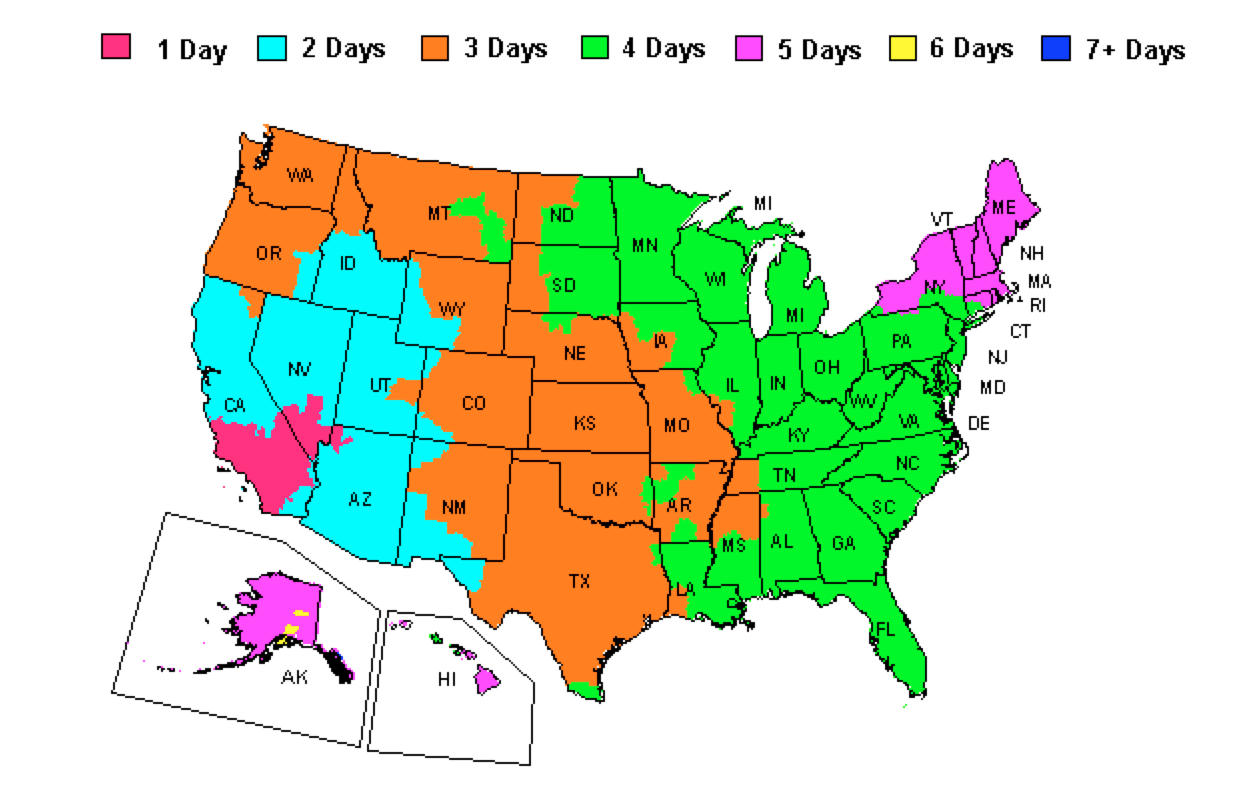 1 Day 2 Days 3 Days 4 Days 5 Days 6 Days 7+ Days
WA
MT
ND
MI
ME
VT
OR
ID
MN
NH
SD
WI
NY
MA
WY
MI
RI
IA
PA
CT
NE
NJ
NV
UT
IL
IN
OH
MD
CA
CO
WV
KS
MO
KY
VA
DE
TN
NC
AZ
OK
NM
AR
SC
MS
AL
GA
TX
LA
FL
AK
HI